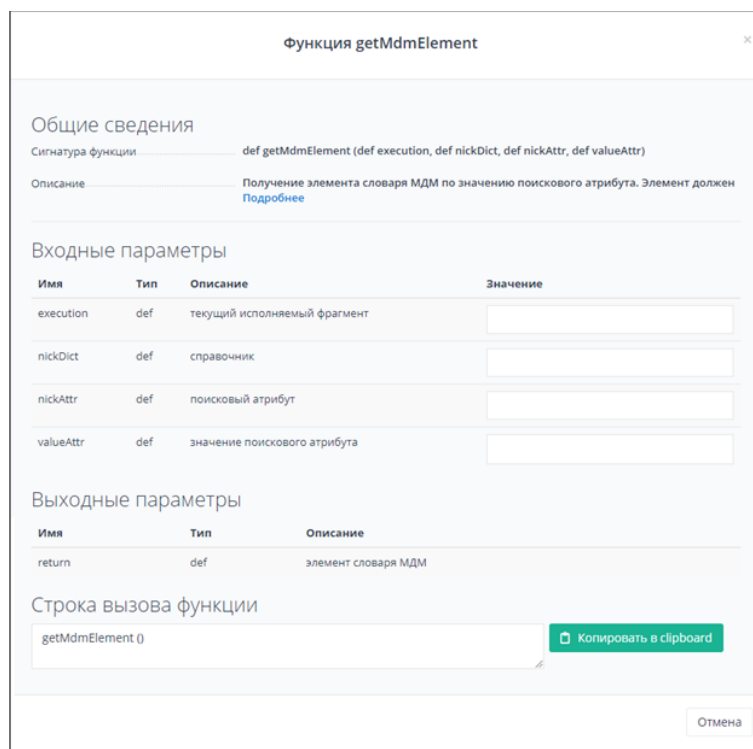 Функция getMdmElement
×
Общие сведения
Сигнатура функции def getMdmElement (def execution, def nickDict, def nickAttr, def valueAttr)
Описание Получение элемента словаря МДМ по значению поискового атрибута. Элемент должен
Подробнее
Входные параметры
Имя Тип Описание Значение
execution def текущий исполняемый фрагмент
nickDict def справочник
nickAttr def поисковый атрибут
valueAttr def значение поискового атрибута
Выходные параметры
Имя Тип Описание
return def элемент словаря МДМ
Строка вызова функции
getMdmElement ()
Копировать в clipboard
Отмена